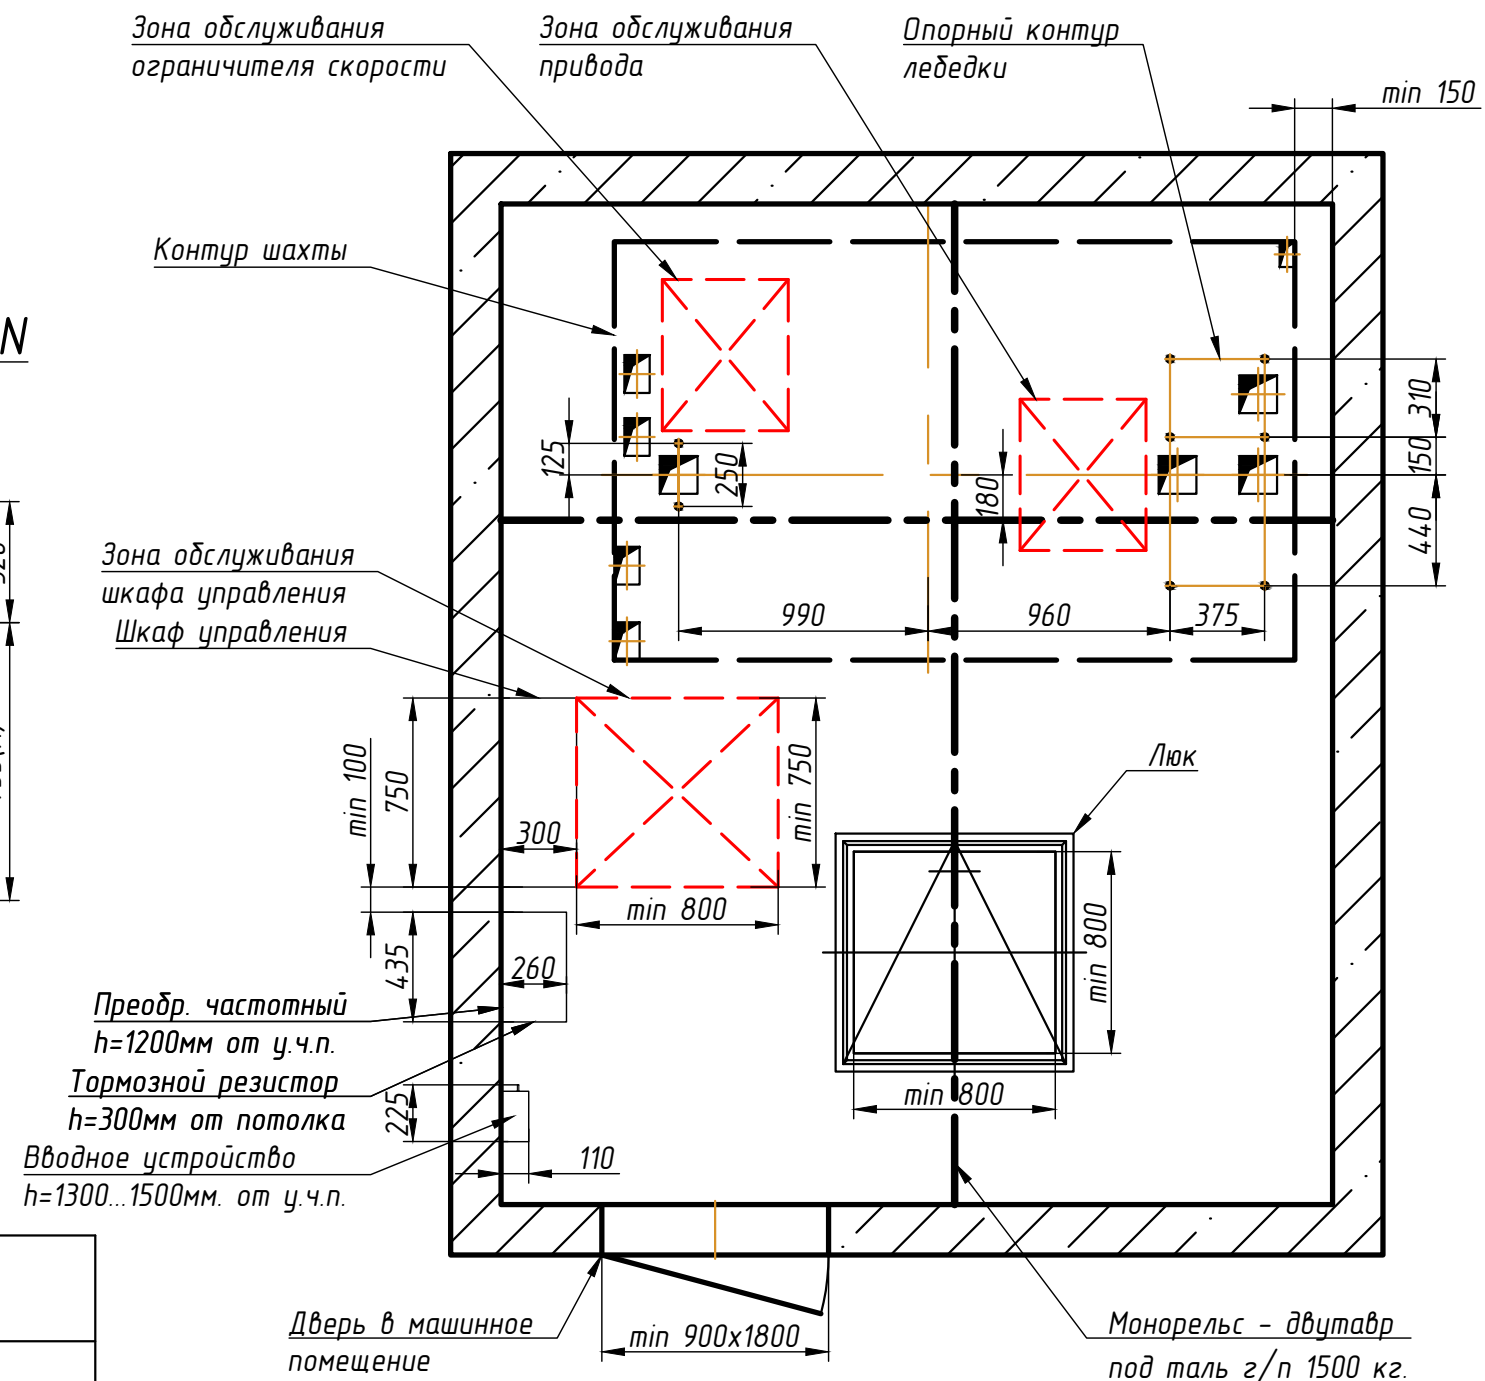 Зона обслуживания
ограничителя скорости
Зона обслуживания
привода
Опорный контур
лебедки
min 150
Контур шахты
N
310
125
250
150
180
440
Зона обслуживания
шкафа управления
Шкаф управления
990
960
375
min 100
750
min 750
Люк
300
min 800
min 800
435
260
Преобр. частотный
h=1200мм от у.ч.п.
Тормозной резистор
h=300мм от потолка
225
min 800
Вводное устройство
h=1300...1500мм. от у.ч.п.
110
Дверь в машинное
помещение
min 900x1800
Монорельс - двутавр
под таль г/п 1500 кг.